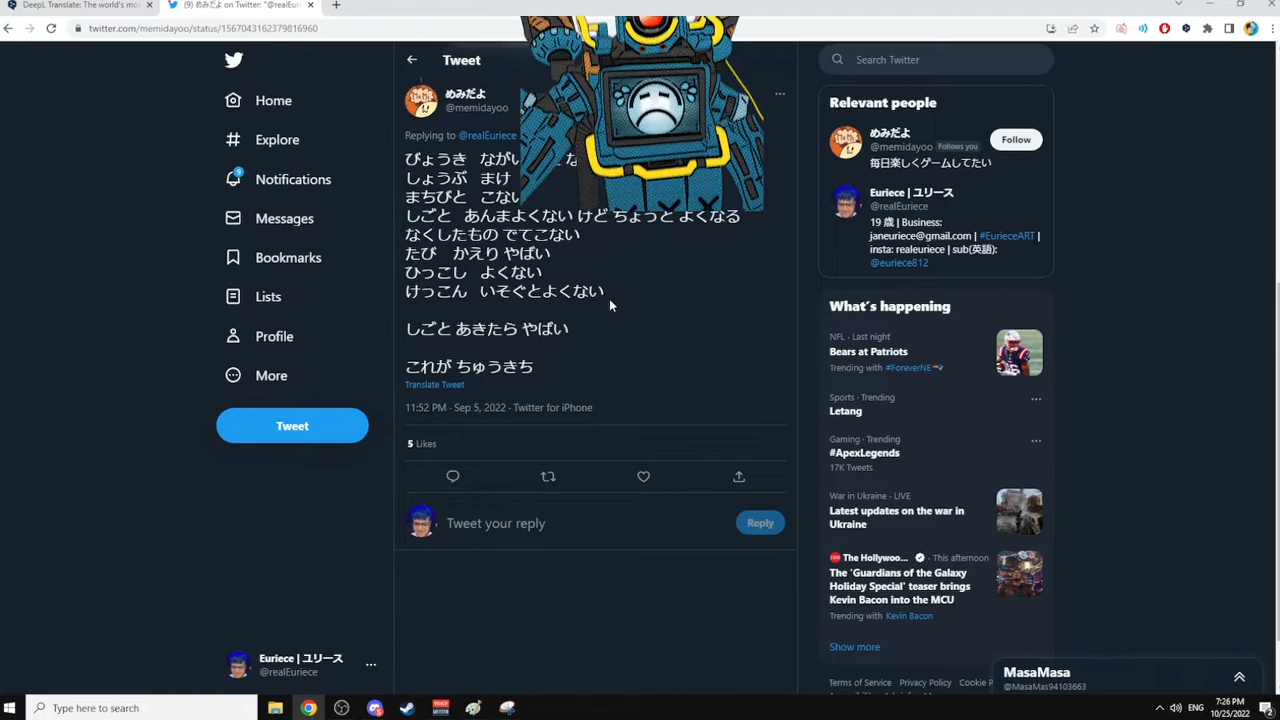 DeepL Translate: The world's mos
(9) めみだよ on Twitter: "@realEuri
twitter.com/memidayoo/status/1567043162379816960
Home
Explore
9
Notifications
Messages
Bookmarks
Lists
Profile
More
Tweet
Euriece | ユリース
@realEuriece
Tweet
めみだよ
@memidayoo
Replying to @realEuriece
びょうき ながい な
しょうぶ まけ
まちびと こない
しごと あんまよくない けど ちょっと よくなる
なくしたもの でてこない
たび かえり やばい
ひっこし よくない
けっこん いそぐとよくない
しごと あきたら やばい
これが ちゅうきち
Translate Tweet
11:52 PM · Sep 5, 2022 · Twitter for iPhone
5 Likes
Tweet your reply
Reply
Search Twitter
Relevant people
めみだよ
@memidayoo Follows you
Follow
毎日楽しくゲームしてたい
Euriece | ユリース
@realEuriece
19 歳 | Business:
janeuriece@gmail.com | #EurieceART |
insta: realeuriece | sub(英語):
@euriece812
What's happening
NFL · Last night
Bears at Patriots
Trending with #ForeverNE
Sports · Trending
Letang
Gaming · Trending
#ApexLegends
17K Tweets
War in Ukraine · LIVE
Latest updates on the war in
Ukraine
The Hollywoo... · This afternoon
The 'Guardians of the Galaxy
Holiday Special' teaser brings
Kevin Bacon into the MCU
Trending with Kevin Bacon
Show more
Terms of Service Privacy Policy Cookie P
MasaMasa
@MasaMas94103663
Type here to search
ENG
7:26 PM
10/25/2022
2